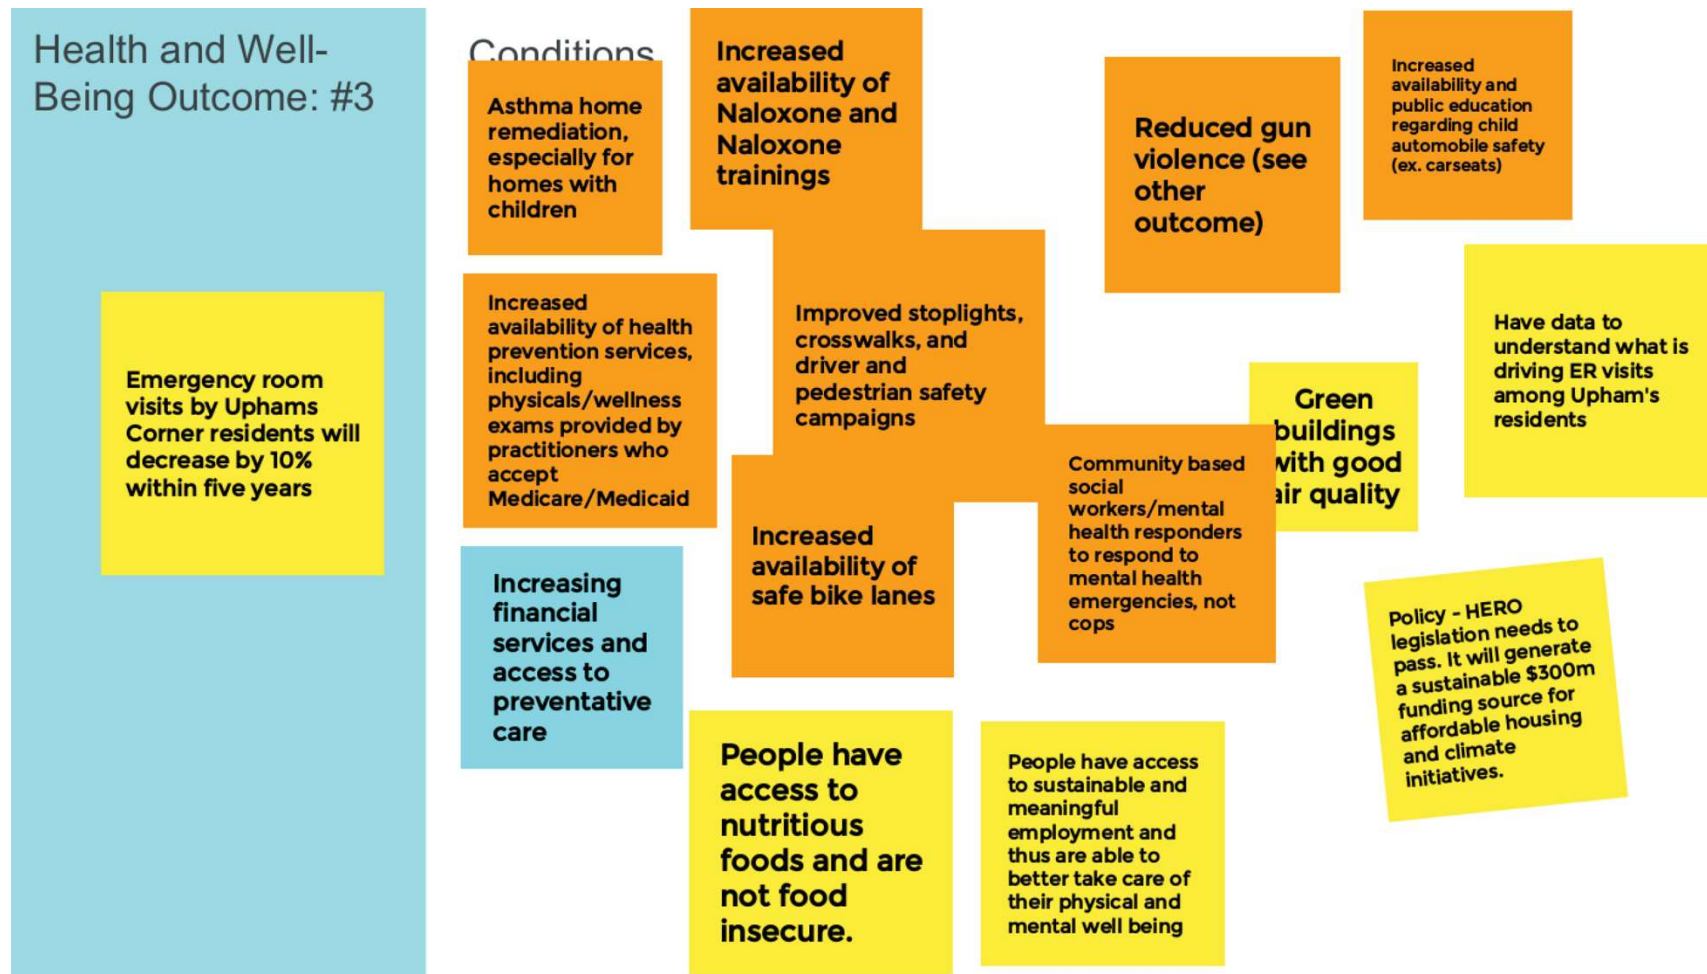 Health and Well-
Being Outcome: #3
Emergency room
visits by Uphams
Corner residents will
decrease by 10%
within five years
Conditions
Asthma home
remediation,
especially for
homes with
children
Increased
availability of
Naloxone and
Naloxone
trainings
Reduced gun
violence (see
other
outcome)
Increased
availability and
public education
regarding child
automobile safety
(ex. carseats)
Increased
availability of health
prevention services,
including
physicals/wellness
exams provided by
practitioners who
accept
Medicare/Medicaid
Improved stoplights,
crosswalks, and
driver and
pedestrian safety
campaigns
Have data to
understand what is
driving ER visits
among Upham's
residents
Green
buildings
with good
air quality
Community based
social
workers/mental
health responders
to respond to
mental health
emergencies, not
cops
Increased
availability of
safe bike lanes
Increasing
financial
services and
access to
preventative
care
Policy - HERO
legislation needs to
pass. It will generate
a sustainable $300m
funding source for
affordable housing
and climate
initiatives.
People have
access to
nutritious
foods and are
not food
insecure.
People have access
to sustainable and
meaningful
employment and
thus are able to
better take care of
their physical and
mental well being